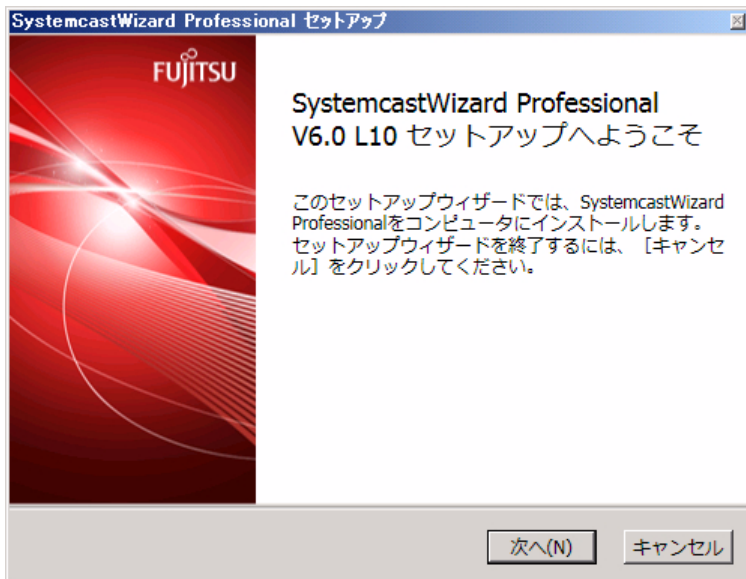 SystemcastWizard Professional セットアップ
FUJITSU
SystemcastWizard Professional
V6.0 L10 セットアップへようこそ
このセットアップウィザードでは、SystemcastWizard
Professionalをコンピュータにインストールします。
セットアップウィザードを終了するには、［キャンセ
ル］をクリックしてください。
次へ(N)
キャンセル